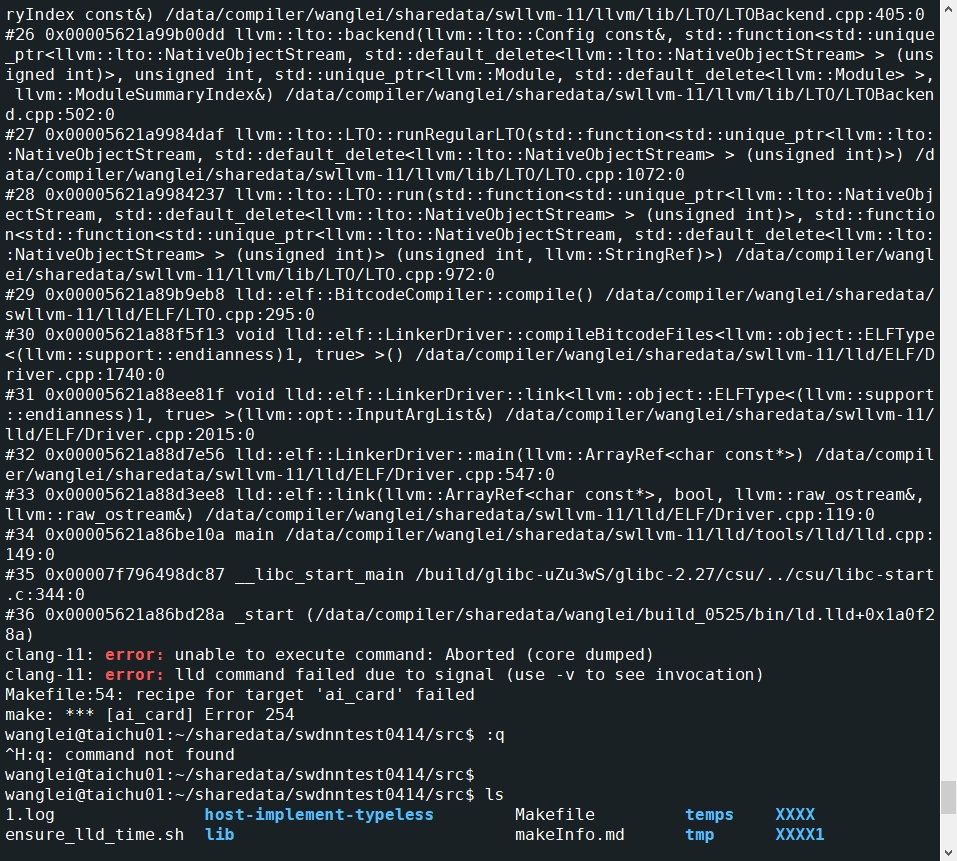 ryIndex const&) /data/compiler/wanglei/sharedata/swllvm-11/llvm/lib/LTO/LTOBackend.cpp:405:0
#26 0x00005621a99b00dd llvm::lto::backend(llvm::lto::Config const&, std::function<std::unique
_ptr<llvm::lto::NativeObjectStream, std::default_delete<llvm::lto::NativeObjectStream> > (uns
igned int)>, unsigned int, std::unique_ptr<llvm::Module, std::default_delete<llvm::Module> >,
 llvm::ModuleSummaryIndex&) /data/compiler/wanglei/sharedata/swllvm-11/llvm/lib/LTO/LTOBacken
d.cpp:502:0
#27 0x00005621a9984daf llvm::lto::LTO::runRegularLTO(std::function<std::unique_ptr<llvm::lto:
:NativeObjectStream, std::default_delete<llvm::lto::NativeObjectStream> > (unsigned int)>) /d
ata/compiler/wanglei/sharedata/swllvm-11/llvm/lib/LTO/LTO.cpp:1072:0
#28 0x00005621a9984237 llvm::lto::LTO::run(std::function<std::unique_ptr<llvm::lto::NativeObj
ectStream, std::default_delete<llvm::lto::NativeObjectStream> > (unsigned int)>, std::functio
n<std::function<std::unique_ptr<llvm::lto::NativeObjectStream, std::default_delete<llvm::lto:
:NativeObjectStream> > (unsigned int)> (unsigned int, llvm::StringRef)>) /data/compiler/wangl
ei/sharedata/swllvm-11/llvm/lib/LTO/LTO.cpp:972:0
#29 0x00005621a89b9eb8 lld::elf::BitcodeCompiler::compile() /data/compiler/wanglei/sharedata/
swllvm-11/lld/ELF/LTO.cpp:295:0
#30 0x00005621a88f5f13 void lld::elf::LinkerDriver::compileBitcodeFiles<llvm::object::ELFType
<(llvm::support::endianness)1, true> >() /data/compiler/wanglei/sharedata/swllvm-11/lld/ELF/D
river.cpp:1740:0
#31 0x00005621a88ee81f void lld::elf::LinkerDriver::link<llvm::object::ELFType<(llvm::support
::endianness)1, true> >(llvm::opt::InputArgList&) /data/compiler/wanglei/sharedata/swllvm-11/
lld/ELF/Driver.cpp:2015:0
#32 0x00005621a88d7e56 lld::elf::LinkerDriver::main(llvm::ArrayRef<char const*>) /data/compil
er/wanglei/sharedata/swllvm-11/lld/ELF/Driver.cpp:547:0
#33 0x00005621a88d3ee8 lld::elf::link(llvm::ArrayRef<char const*>, bool, llvm::raw_ostream&,
llvm::raw_ostream&) /data/compiler/wanglei/sharedata/swllvm-11/lld/ELF/Driver.cpp:119:0
#34 0x00005621a86be10a main /data/compiler/wanglei/sharedata/swllvm-11/lld/tools/lld/lld.cpp:
149:0
#35 0x00007f796498dc87 __libc_start_main /build/glibc-uZu3wS/glibc-2.27/csu/../csu/libc-start
.c:344:0
#36 0x00005621a86bd28a _start (/data/compiler/sharedata/wanglei/build_0525/bin/ld.lld+0x1a0f2
8a)
clang-11: error: unable to execute command: Aborted (core dumped)
clang-11: error: lld command failed due to signal (use -v to see invocation)
Makefile:54: recipe for target 'ai_card' failed
make: *** [ai_card] Error 254
wanglei@taichu01:~/sharedata/swdnntest0414/src$ :q
^H:q: command not found
wanglei@taichu01:~/sharedata/swdnntest0414/src$
wanglei@taichu01:~/sharedata/swdnntest0414/src$ ls
1.log host-implement-typeless Makefile temps XXXX
ensure_lld_time.sh lib makeInfo.md tmp XXXX1